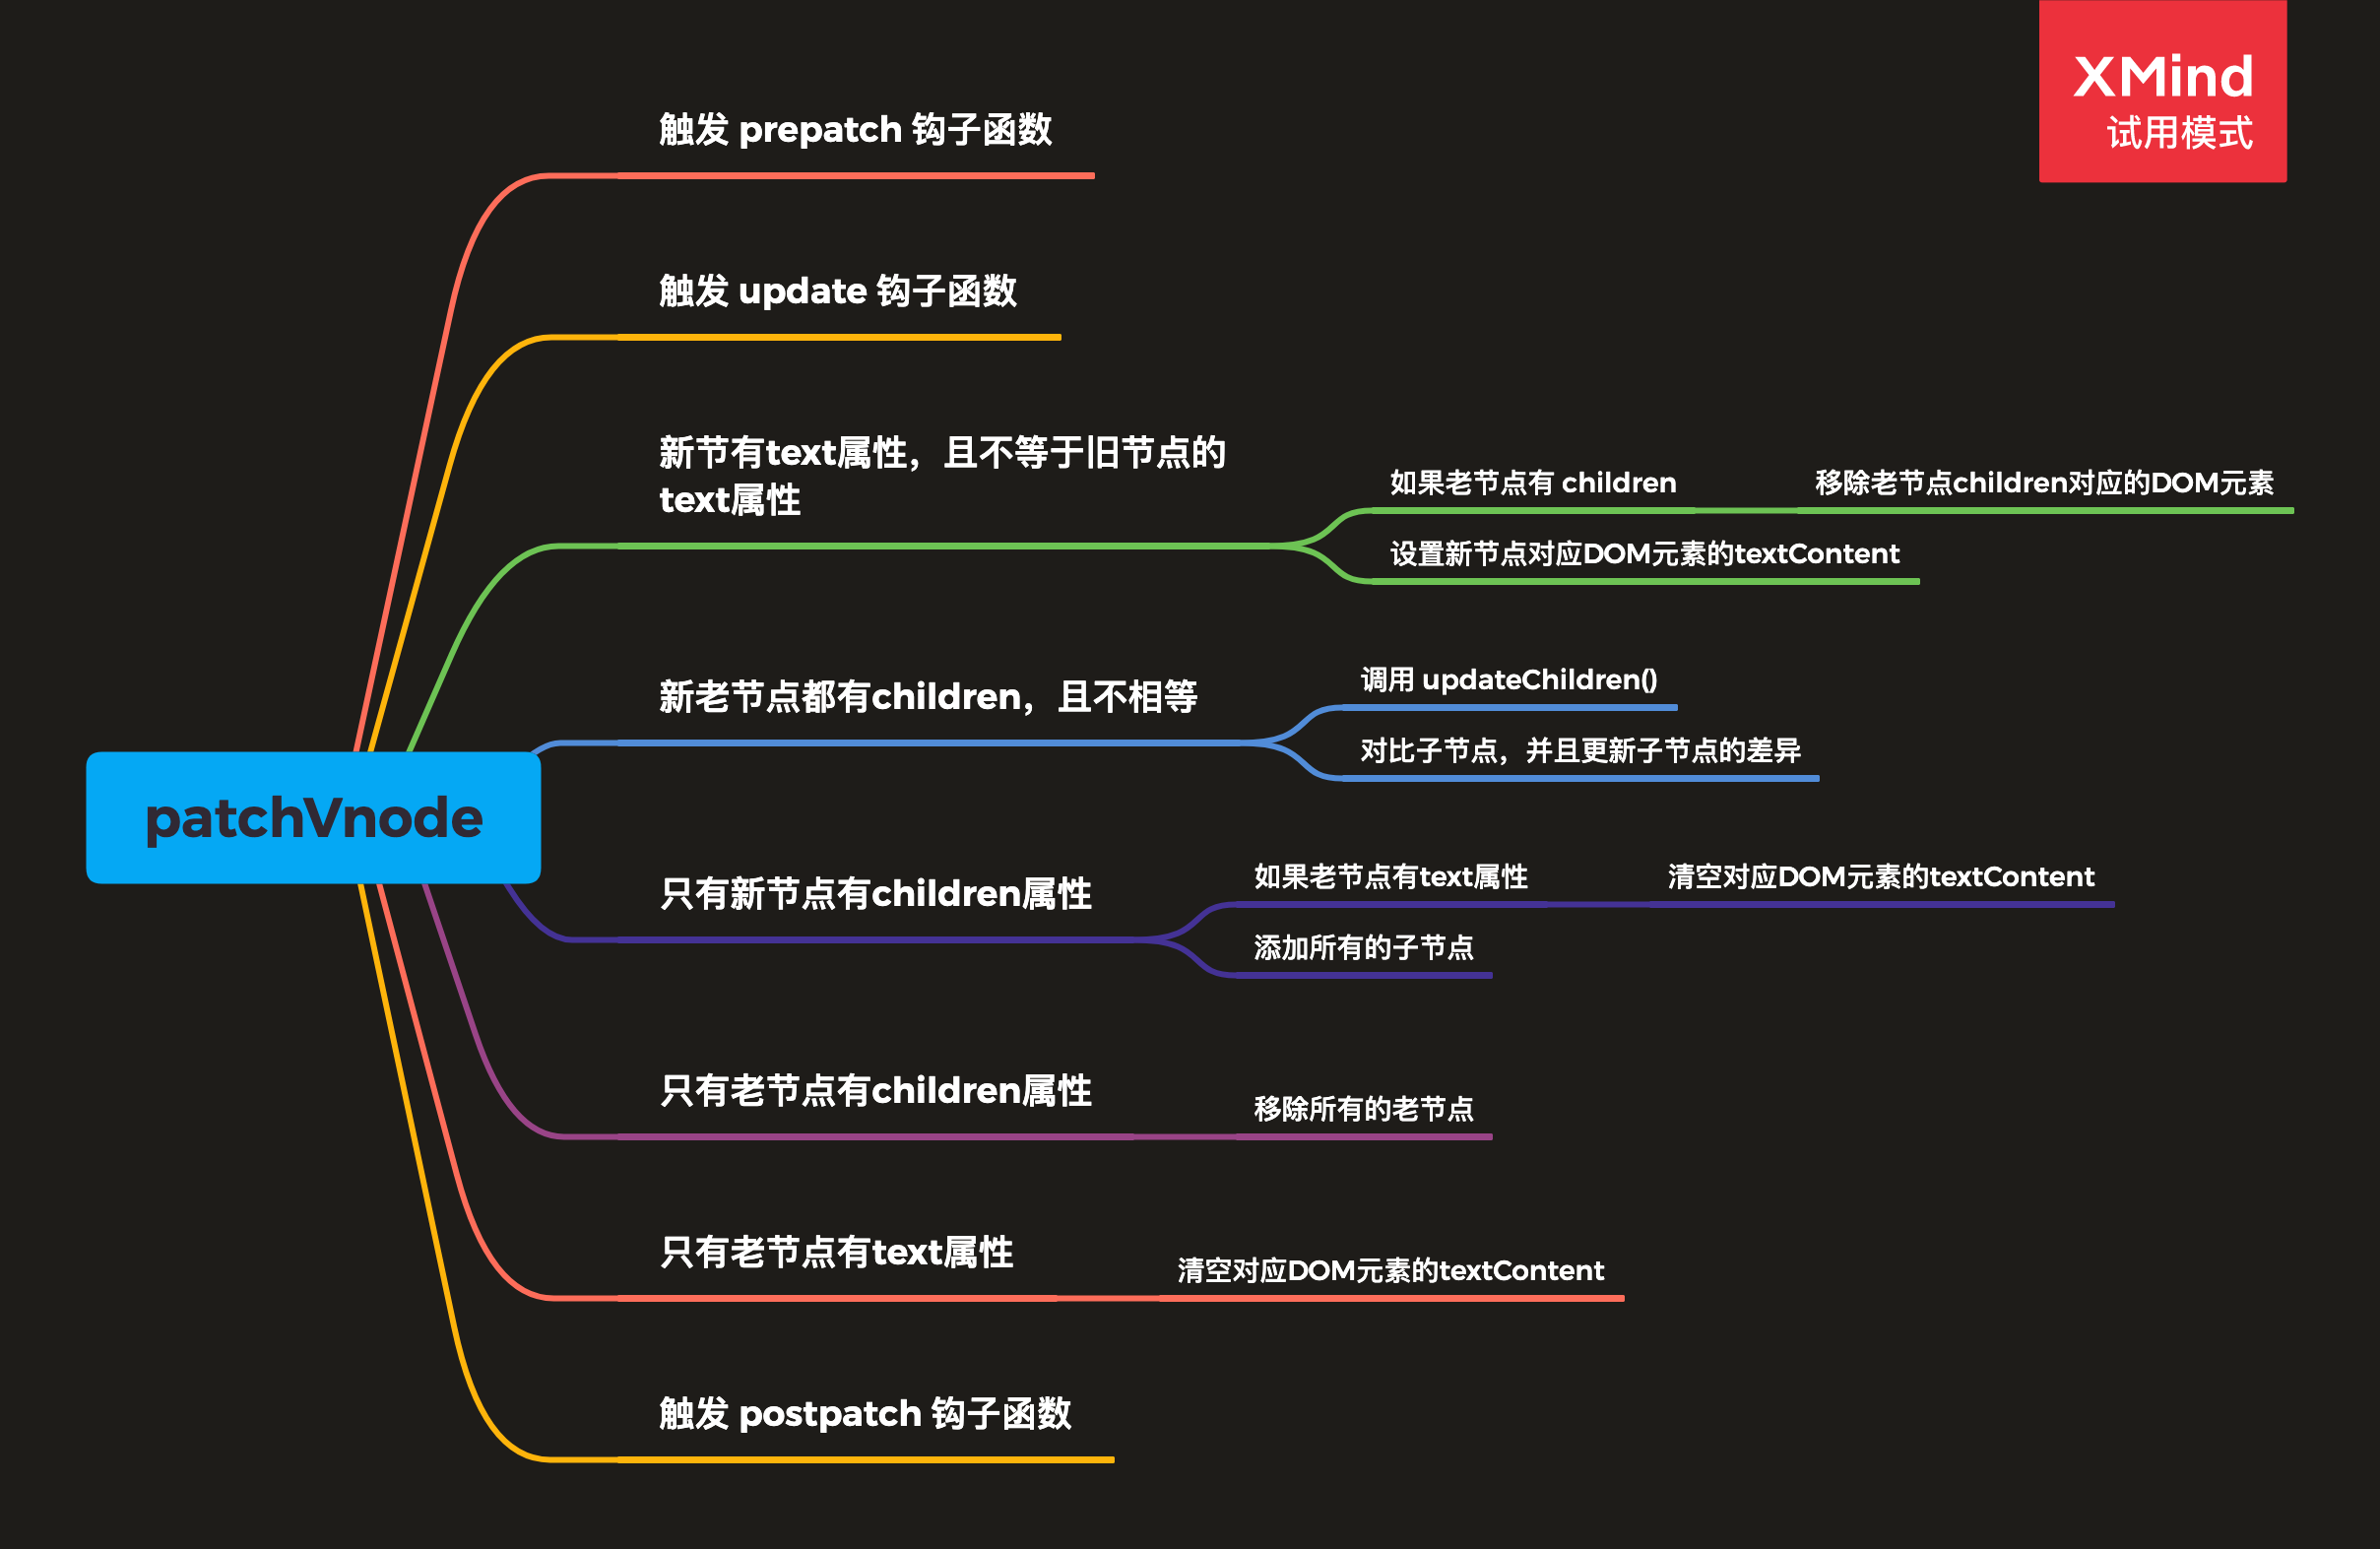 XMind
试用模式
触发 prepatch 钩子函数
触发 update 钩子函数
新节有text属性，且不等于旧节点的
text属性
如果老节点有 children
移除老节点children对应的DOM元素
设置新节点对应DOM元素的textContent
新老节点都有children，且不相等
调用 updateChildren()
对比子节点，并且更新子节点的差异
patchVnode
只有新节点有children属性
如果老节点有text属性
清空对应DOM元素的textContent
添加所有的子节点
只有老节点有children属性
移除所有的老节点
只有老节点有text属性
清空对应DOM元素的textContent
触发 postpatch 钩子函数